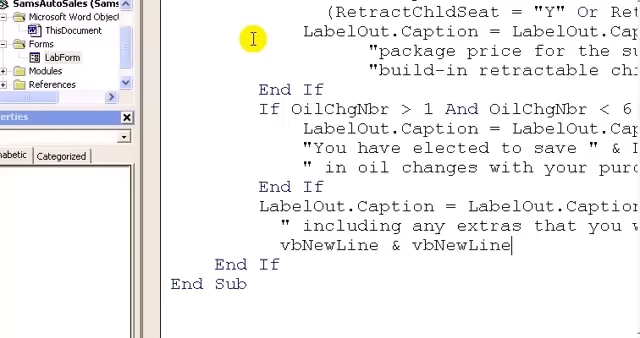 SamsAutoSales (Sams
Microsoft Word Object
ThisDocument
Forms
LabForm
Modules
References
erties
abetic
Categorized
(RetractChldSeat = "Y" Or Re
LabelOut.Caption = LabelOut.Cap
"package price for the su
"build-in retractable chi
End If
If OilChgNbr > 1 And OilChgNbr < 6
LabelOut.Caption = LabelOut.Cap
"You have elected to save " &
" in oil changes with your purc
End If
LabelOut.Caption = LabelOut.Caption
" including any extras that you
vbNewLine & vbNewLine
End If
End Sub